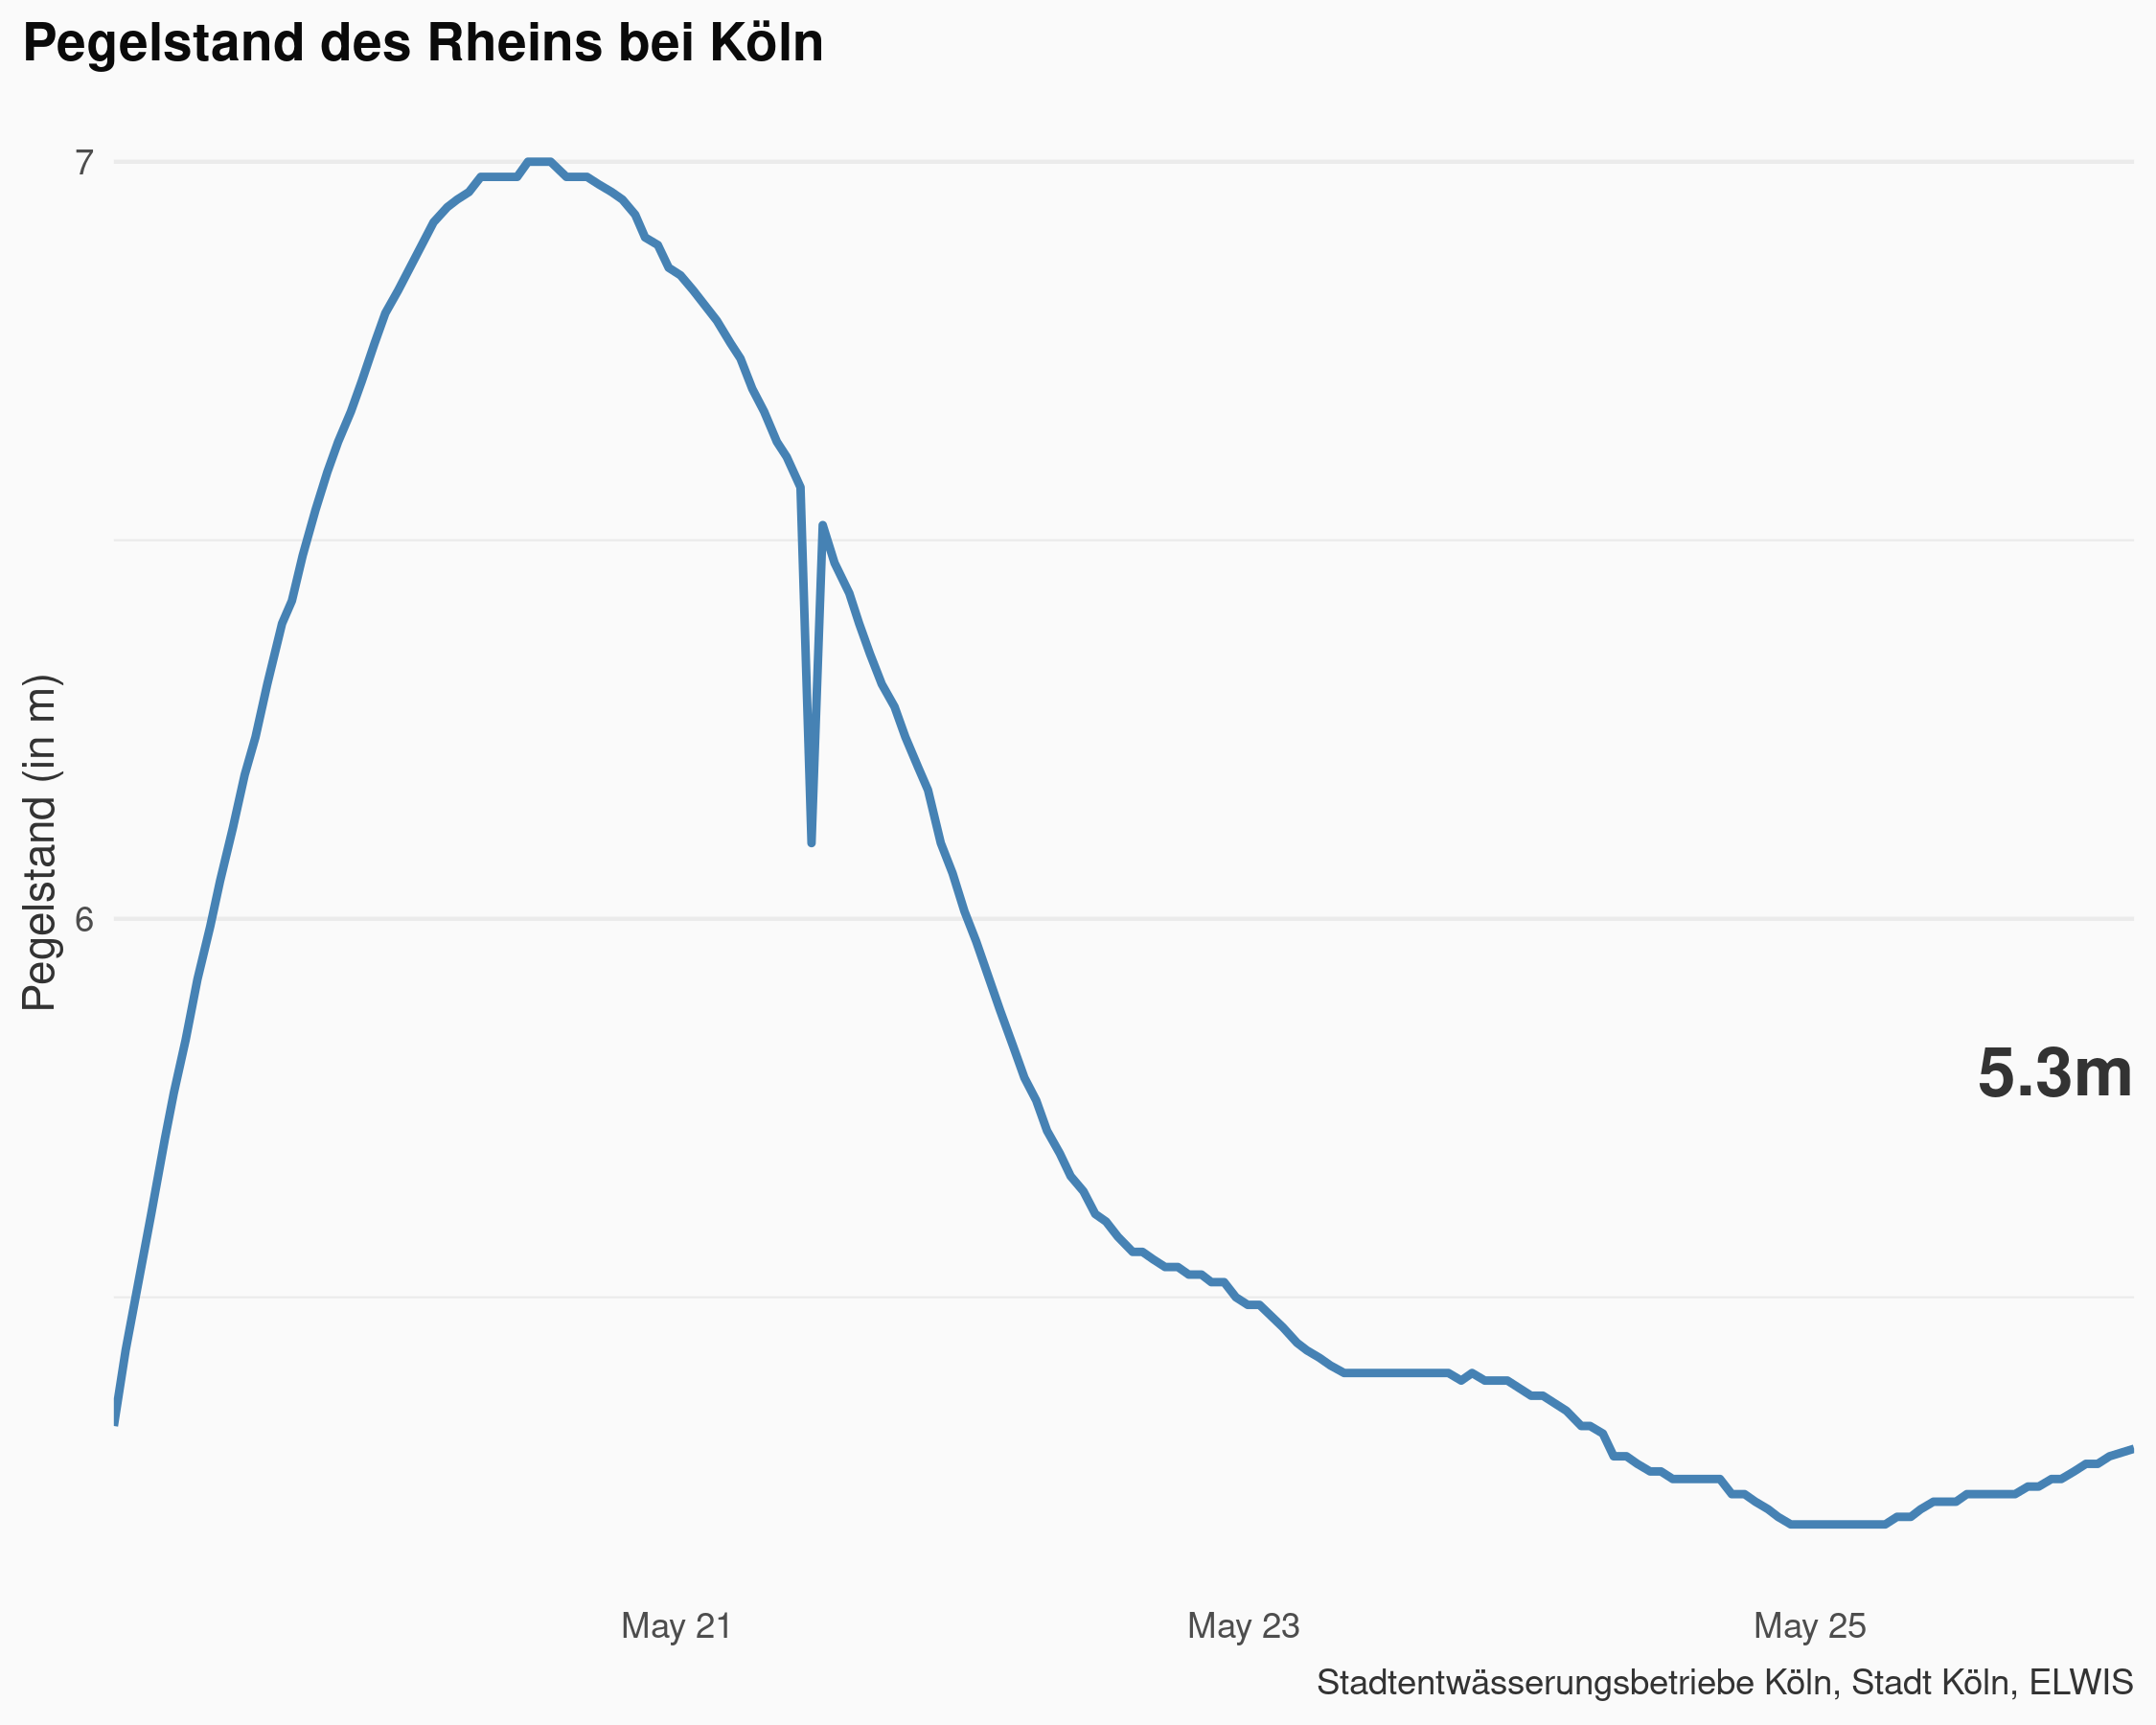 Pegelstand des Rheins bei Köln
7
6
Pegelstand (in m)
5.3m
May 21
May 23
May 25
Stadtentwässerungsbetriebe Köln, Stadt Köln, ELWIS